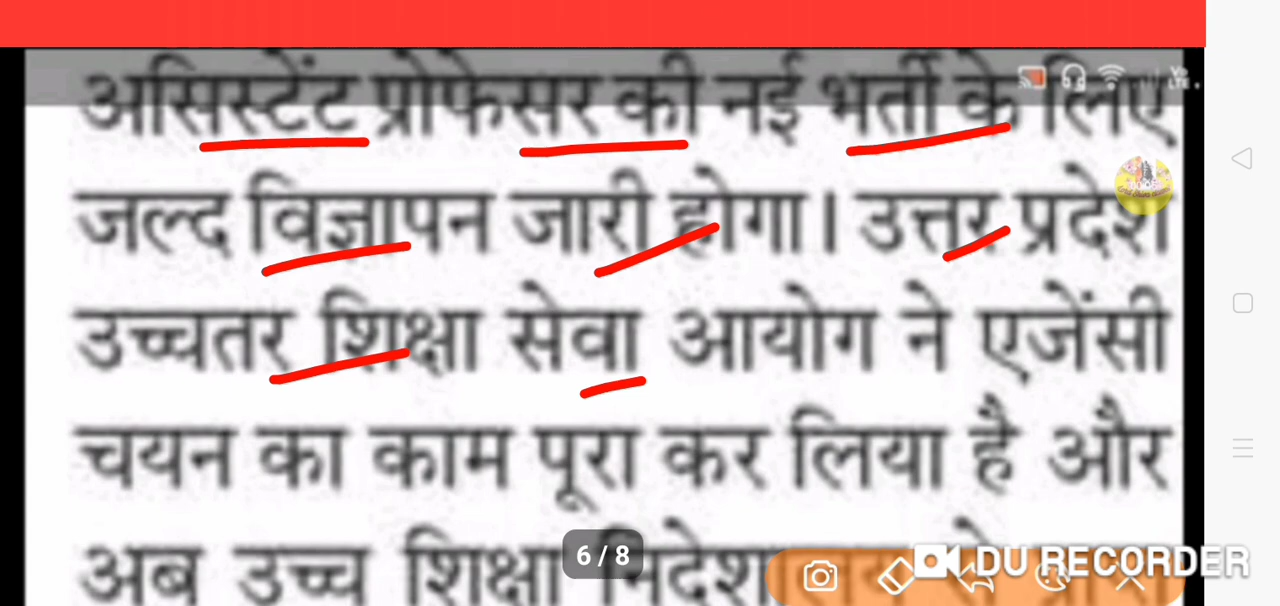 असिस्टेंट प्रोफेसर की नई भर्ती के लिए
जल्द विज्ञापन जारी होगा। उत्तर प्रदेश
उच्चतर शिक्षा सेवा आयोग ने एजेंसी
चयन का काम पूरा कर लिया है और
अब उच्च शिक्षा निदेशालय से
6 / 8
DU RECORDER